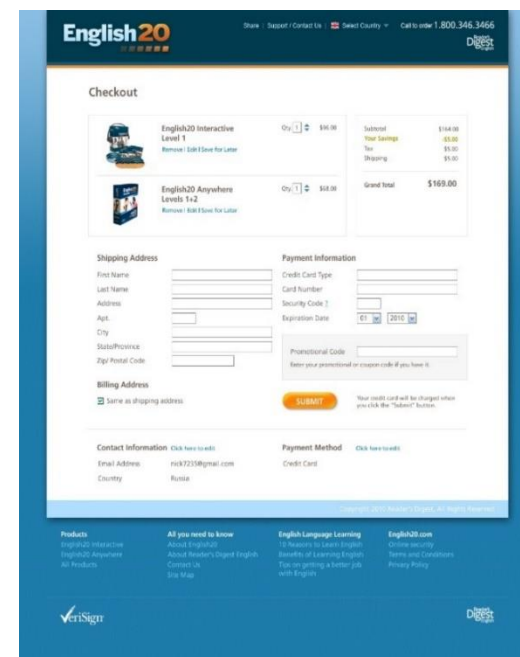 English20
Share | Support / Contact Us | Select Country
Call to order 1.800.346.3466
Reader's Digest
Checkout
English20 Interactive
Level 1
Remove | Edit | Save for Later
Qty 1
Subtotal $164.00
Your Savings -$5.00
Tax $5.00
Shipping $5.00
English20 Anywhere
Levels 1+2
Remove | Edit | Save for Later
Qty 1 $68.00
Grand Total $169.00
Shipping Address
First Name
Last Name
Address
Apt.
City
State/Province
Zip/ Postal Code
Payment Information
Credit Card Type
Card Number
Security Code ?
Expiration Date 01 2010
Promotional Code
Enter your promotional or coupon code if you have it.
Billing Address
Same as shipping address
SUBMIT
Your credit card will be charged when
you click the "Submit" button.
Contact Information Click here to edit
Email Address nick7235@gmail.com
Country Russia
Payment Method Click here to edit
Credit Card
Copyright 2010 Reader's Digest. All Rights Reserved
Products
English20 Interactive
English20 Anywhere
All Products
All you need to know
About English20
About Reader's Digest English
Contact Us
Site Map
English Language Learning
10 Reasons to Learn English
Benefits of Learning English
Tips on getting a better job
with English
English20.com
Online security
Terms and Conditions
Privacy Policy
VeriSign
Reader's Digest